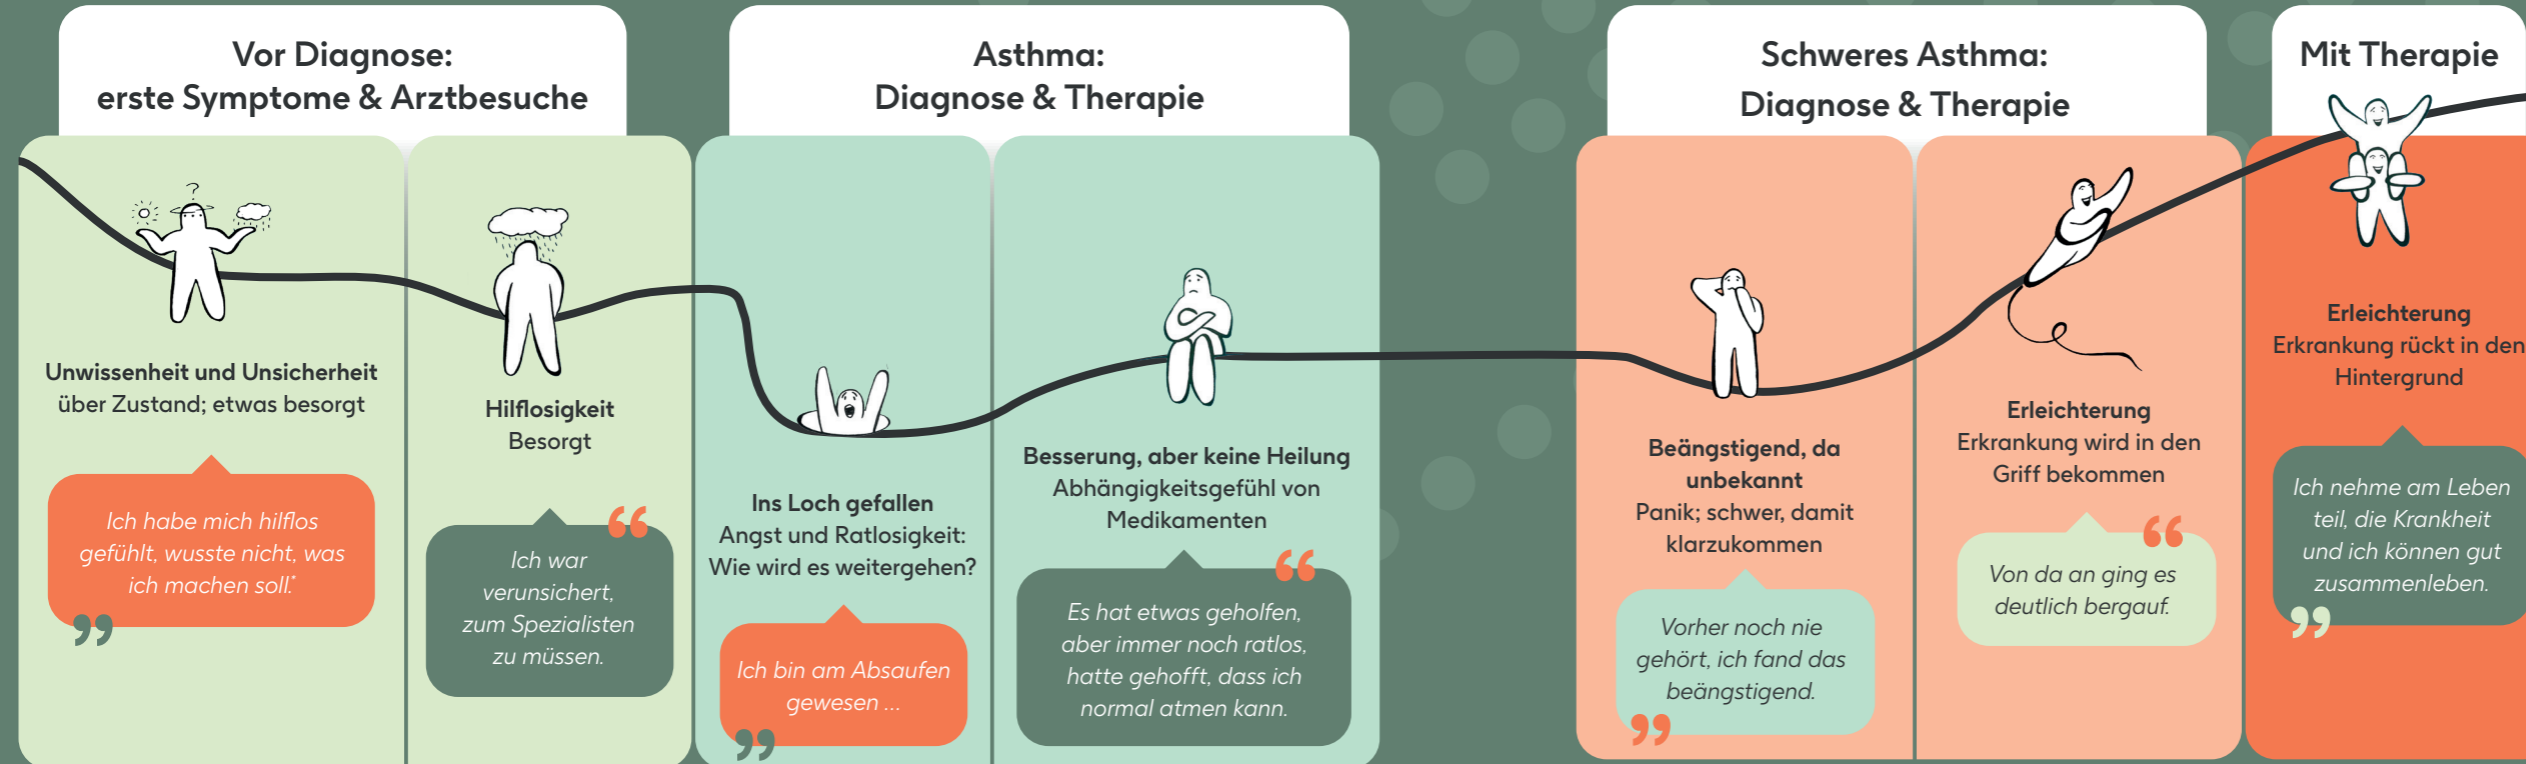 Vor Diagnose:
erste Symptome & Arztbesuche
?
Unwissenheit und Unsicherheit
über Zustand; etwas besorgt
Ich habe mich hilflos
gefühlt, wusste nicht, was
ich machen soll.*
”
Hilflosigkeit
Besorgt
“
Ich war
verunsichert,
zum Spezialisten
zu müssen.
Asthma:
Diagnose & Therapie
Ins Loch gefallen
Angst und Ratlosigkeit:
Wie wird es weitergehen?
Ich bin am Absaufen
gewesen ...
”
Besserung, aber keine Heilung
Abhängigkeitsgefühl von
Medikamenten
“
Es hat etwas geholfen,
aber immer noch ratlos,
hatte gehofft, dass ich
normal atmen kann.
Schweres Asthma:
Diagnose & Therapie
Beängstigend, da
unbekannt
Panik; schwer, damit
klarzukommen
Vorher noch nie
gehört, ich fand das
beängstigend.
”
Erleichterung
Erkrankung wird in den
Griff bekommen
“
Von da an ging es
deutlich bergauf.
Mit Therapie
Erleichterung
Erkrankung rückt in den
Hintergrund
Ich nehme am Leben
teil, die Krankheit
und ich können gut
zusammenleben.
”